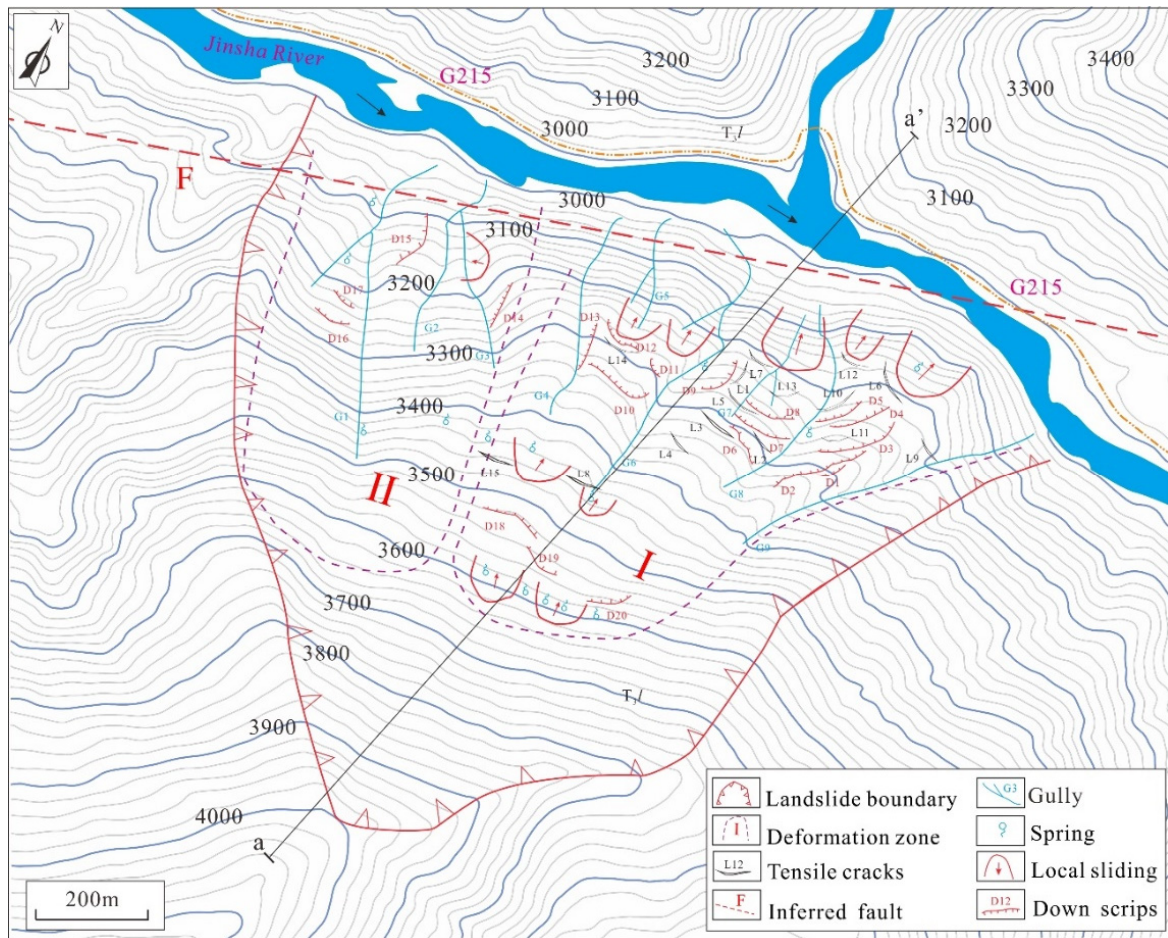 N
Jinsha River
G215
3200
3100
3000
T₃l
3400
3300
3200
3100
a'
F
3000
3100
D15
3200
D17
D16
G2
G3
D14
3300
G1
3400
3500
II
3600
3700
3800
3900
4000
a
G215
G5
D13
D12
L14
D11
D10
G4
D9
L7
L1
L13
L5
G7
D8
L12
L10
L6
D5
D4
L11
D3
L3
L4
D6
D7
L2
G6
G8
D2
D1
L9
G9
L15
L8
D18
D19
I
D20
T₃l
200m
Landslide boundary
I
Deformation zone
L12
Tensile cracks
F
Inferred fault
G3
Gully
Spring
Local sliding
D12
Down scrips